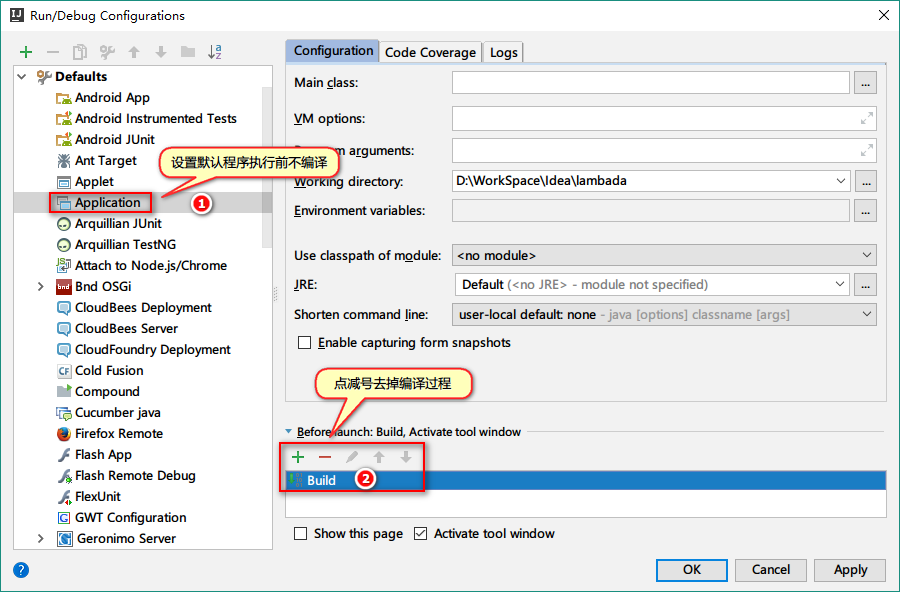 Run/Debug Configurations
Defaults
Android App
Android Instrumented Tests
Android JUnit
Ant Target
Applet
Application
Arquillian JUnit
Arquillian TestNG
Attach to Node.js/Chrome
Bnd OSGi
CloudBees Deployment
CloudBees Server
CloudFoundry Deployment
Cold Fusion
Compound
Cucumber java
Firefox Remote
Flash App
Flash Remote Debug
FlexUnit
GWT Configuration
Geronimo Server
设置默认程序执行前不编译
1
Configuration
Code Coverage
Logs
Main class:
...
VM options:
arguments:
Working directory:
D:\WorkSpace\Idea\lambada
...
Environment variables:
...
Use classpath of module:
<no module>
JRE:
Default (<no JRE> - module not specified)
...
Shorten command line:
user-local default: none - java [options] classname [args]
Enable capturing form snapshots
点减号去掉编译过程
Before launch: Build, Activate tool window
Build
2
Show this page
Activate tool window
?
OK
Cancel
Apply